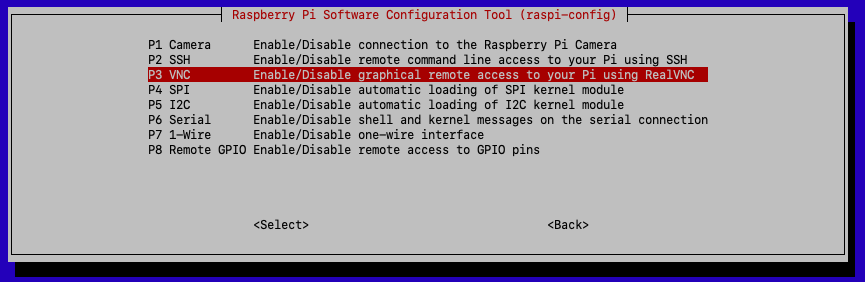 Raspberry Pi Software Configuration Tool (raspi-config)
P1 Camera Enable/Disable connection to the Raspberry Pi Camera
P2 SSH Enable/Disable remote command line access to your Pi using SSH
P3 VNC Enable/Disable graphical remote access to your Pi using RealVNC
P4 SPI Enable/Disable automatic loading of SPI kernel module
P5 I2C Enable/Disable automatic loading of I2C kernel module
P6 Serial Enable/Disable shell and kernel messages on the serial connection
P7 1-Wire Enable/Disable one-wire interface
P8 Remote GPIO Enable/Disable remote access to GPIO pins
<Select> <Back>